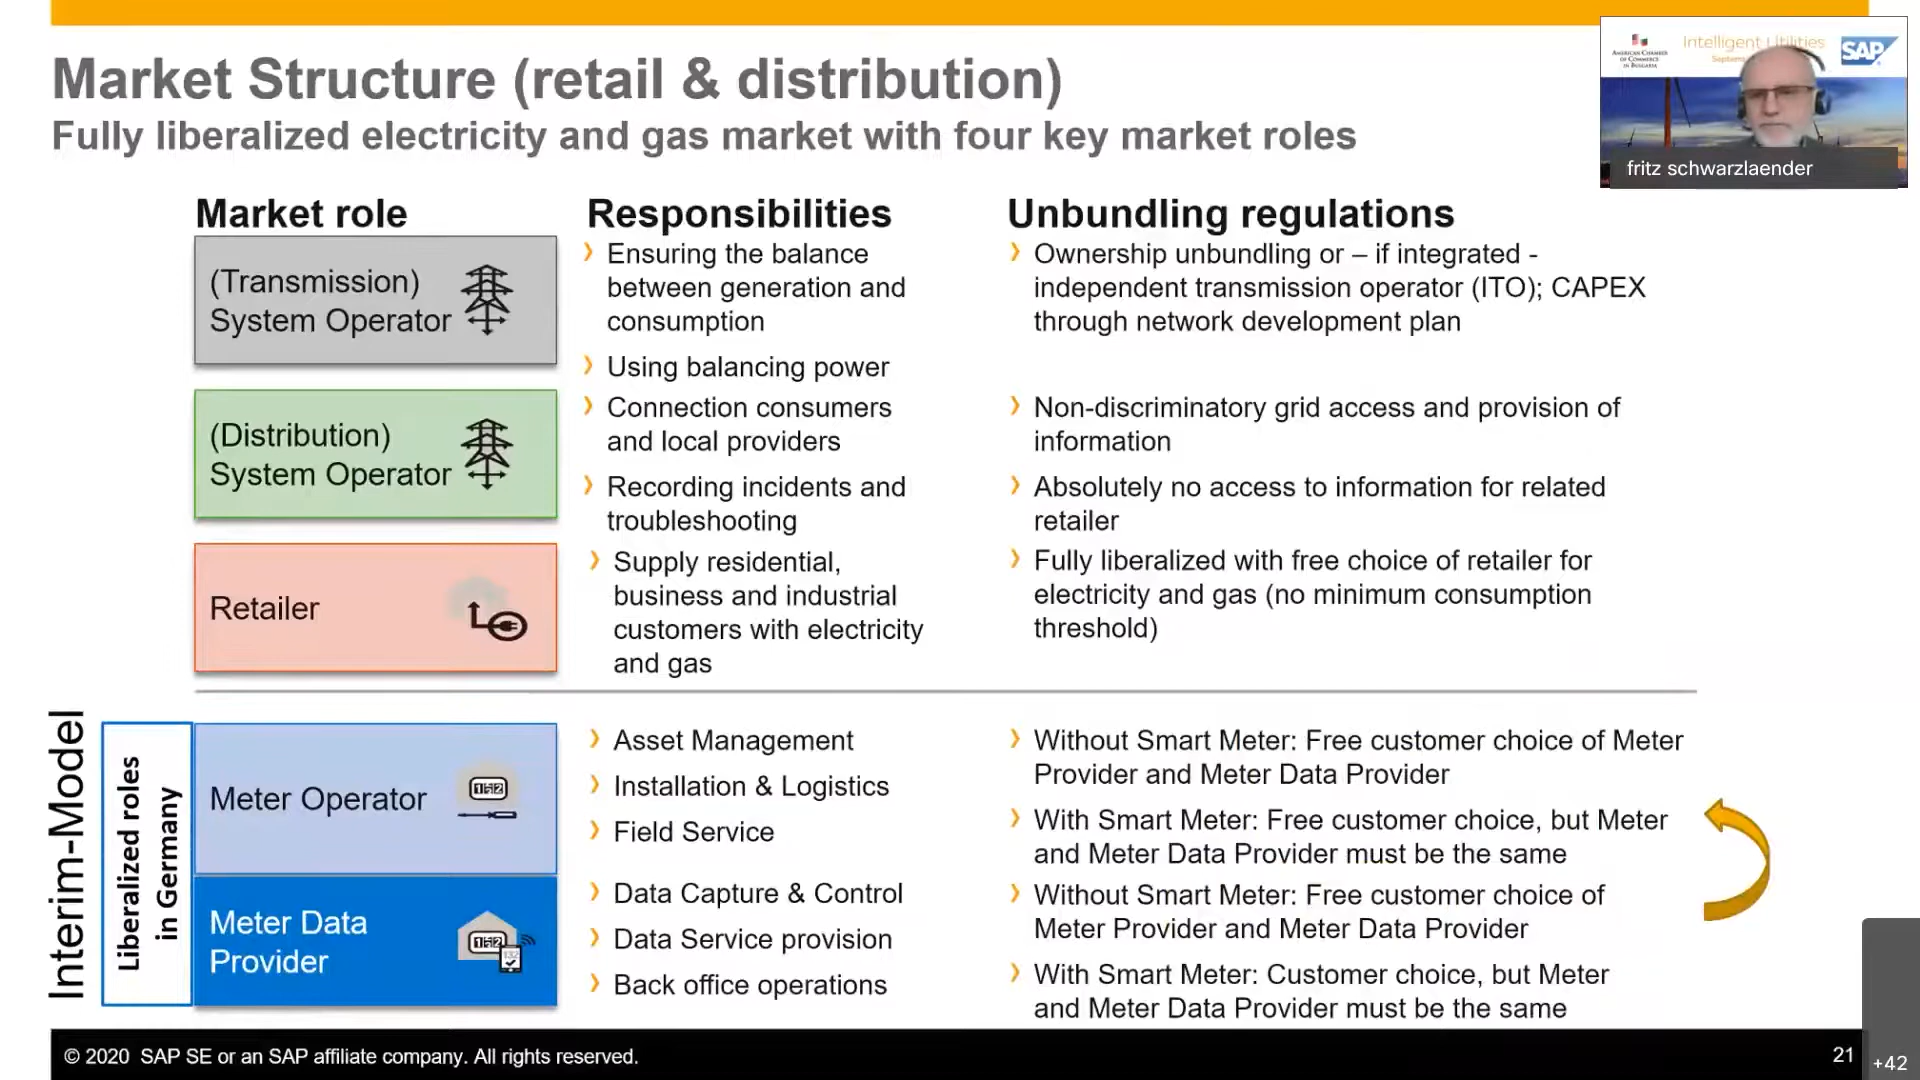 Market Structure (retail & distribution)
Fully liberalized electricity and gas market with four key market roles
AMERICAN CHAMBER
OF COMMERCE
IN BULGARIA
Intelligent Utilities
SAP
fritz schwarzlaender
Market role
Responsibilities
Unbundling regulations
(Transmission)
System Operator
› Ensuring the balance
between generation and
consumption
› Using balancing power
› Ownership unbundling or – if integrated -
independent transmission operator (ITO); CAPEX
through network development plan
(Distribution)
System Operator
› Connection consumers
and local providers
› Recording incidents and
troubleshooting
› Non-discriminatory grid access and provision of
information
› Absolutely no access to information for related
retailer
Retailer
› Supply residential,
business and industrial
customers with electricity
and gas
› Fully liberalized with free choice of retailer for
electricity and gas (no minimum consumption
threshold)
Interim-Model
Liberalized roles
in Germany
Meter Operator
› Asset Management
› Installation & Logistics
› Field Service
› Without Smart Meter: Free customer choice of Meter
Provider and Meter Data Provider
› With Smart Meter: Free customer choice, but Meter
and Meter Data Provider must be the same
Meter Data
Provider
› Data Capture & Control
› Data Service provision
› Back office operations
› Without Smart Meter: Free customer choice of
Meter Provider and Meter Data Provider
› With Smart Meter: Customer choice, but Meter
and Meter Data Provider must be the same
© 2020 SAP SE or an SAP affiliate company. All rights reserved.
21
+42